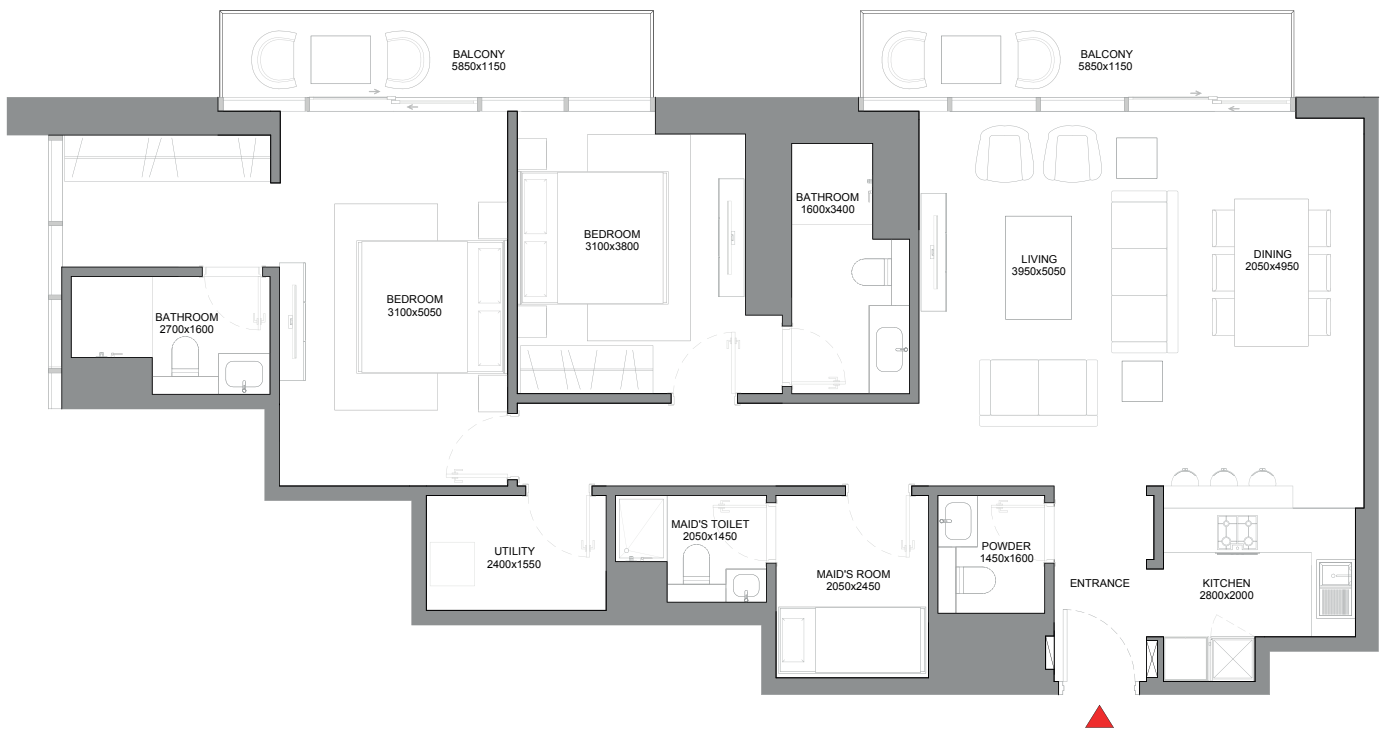 BALCONY
5850x1150
BALCONY
5850x1150
BATHROOM
1600x3400
BEDROOM
3100x3800
LIVING
3950x5050
DINING
2050x4950
BEDROOM
3100x5050
BATHROOM
2700x1600
MAID'S TOILET
2050x1450
UTILITY
2400x1550
POWDER
1450x1600
MAID'S ROOM
2050x2450
ENTRANCE
KITCHEN
2800x2000